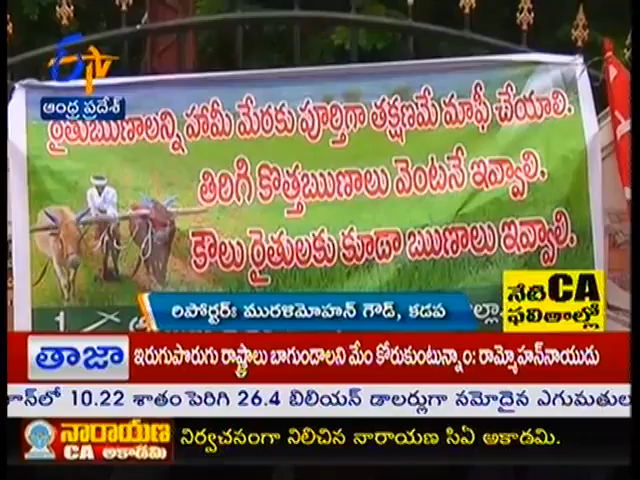 ETV
ఆంధ్ర ప్రదేశ్
రైతుఋణాలన్ని హామీ మేరకు పూర్తిగా తక్షణమే మాఫీ చేయాలి.
తిరిగి కొత్తఋణాలు వెంటనే ఇవ్వాలి.
కౌలు రైతులకు కూడా ఋణాలు ఇవ్వాలి.
రిపోర్టర్: మురళిమోహన్ గౌడ్, కడప
నేటి CA
ఫలితాల్లో
తాజా
ఇరుగుపొరుగు రాష్ట్రాలు బాగుండాలని మేం కోరుకుంటున్నాం: రామ్మోహన్‌నాయుడు
న్‌లో 10.22 శాతంపెరిగి 26.4 బిలియన్ డాలర్లుగా నమోదైన ఎగుమతుల
నారాయణ
CA అకాడమి
నిర్వచనంగా నిలిచిన నారాయణ సిఏ అకాడమి.